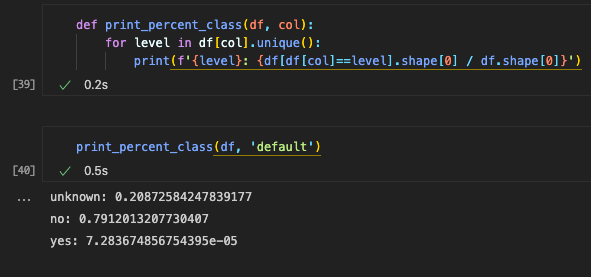 def print_percent_class(df, col):
    for level in df[col].unique():
        print(f'{level}: {df[df[col]==level].shape[0] / df.shape[0]}')
[39]
✓ 0.2s
print_percent_class(df, 'default')
[40]
✓ 0.5s
... unknown: 0.20872584247839177
no: 0.7912013207730407
yes: 7.283674856754395e-05